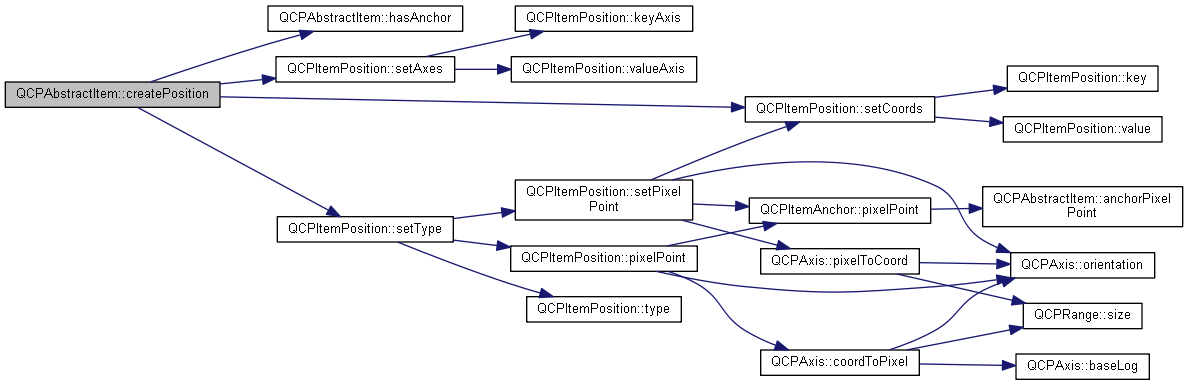 QCPAbstractItem::createPosition
QCPAbstractItem::hasAnchor
QCPItemPosition::setAxes
QCPItemPosition::keyAxis
QCPItemPosition::valueAxis
QCPItemPosition::setCoords
QCPItemPosition::key
QCPItemPosition::value
QCPItemPosition::setType
QCPItemPosition::setPixel
Point
QCPItemPosition::pixelPoint
QCPItemPosition::type
QCPItemAnchor::pixelPoint
QCPAbstractItem::anchorPixel
Point
QCPAxis::pixelToCoord
QCPAxis::orientation
QCPRange::size
QCPAxis::coordToPixel
QCPAxis::baseLog